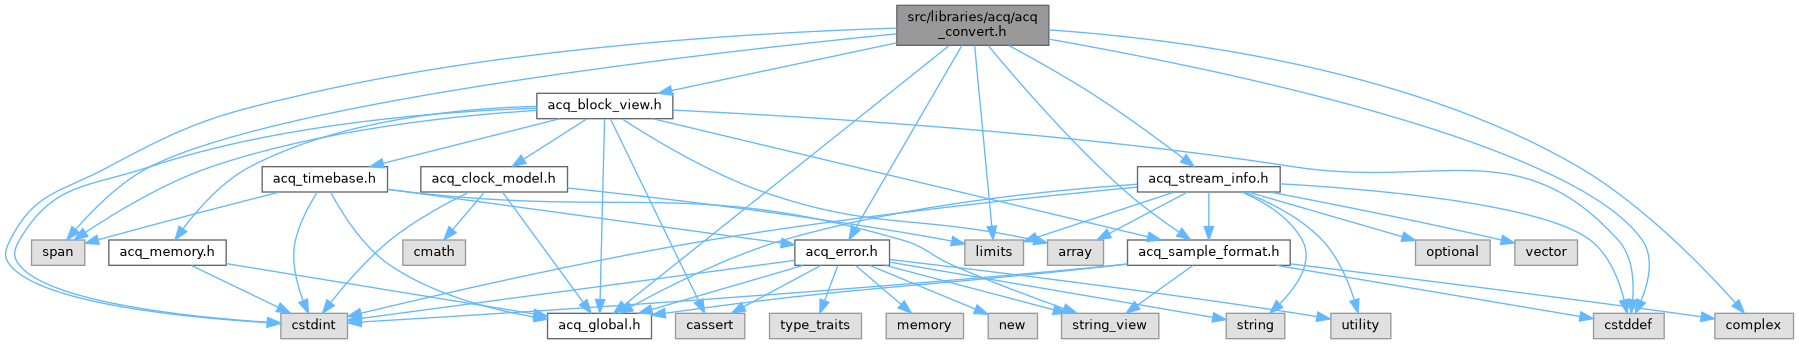 src/libraries/acq/acq
_convert.h
acq_block_view.h
acq_timebase.h
acq_clock_model.h
acq_stream_info.h
span
acq_memory.h
cmath
acq_error.h
limits
array
acq_sample_format.h
optional
vector
cstdint
acq_global.h
cassert
type_traits
memory
new
string_view
string
utility
cstddef
complex